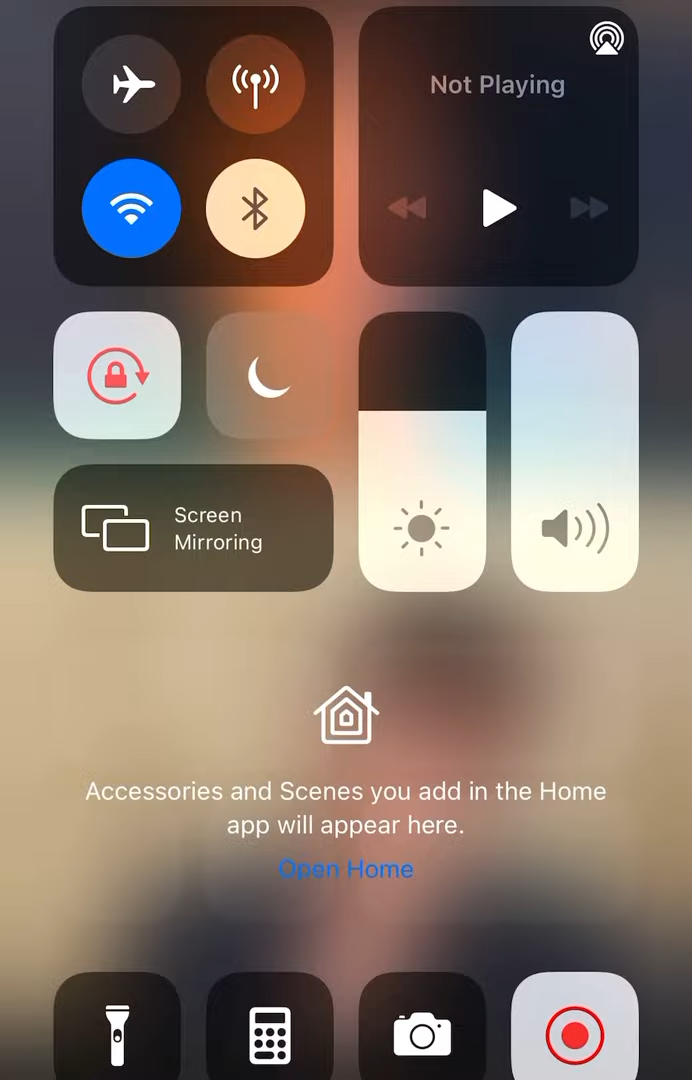 Not Playing
Screen
Mirroring
Accessories and Scenes you add in the Home
app will appear here.
Open Home